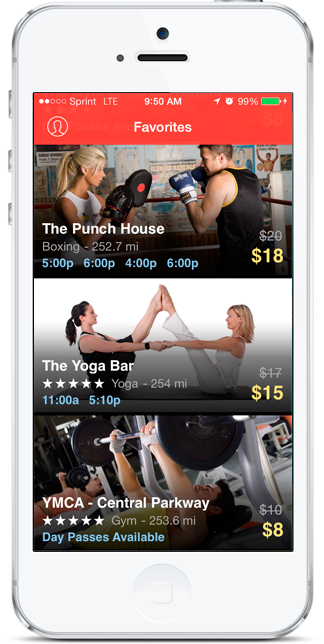 Sprint LTE 9:50 AM 99%
Favorites
The Punch House
Boxing - 252.7 mi
5:00p 6:00p 4:00p 6:00p
$20
$18
The Yoga Bar
Yoga - 254 mi
11:00a 5:10p
$17
$15
YMCA - Central Parkway
Gym - 253.6 mi
Day Passes Available
$10
$8